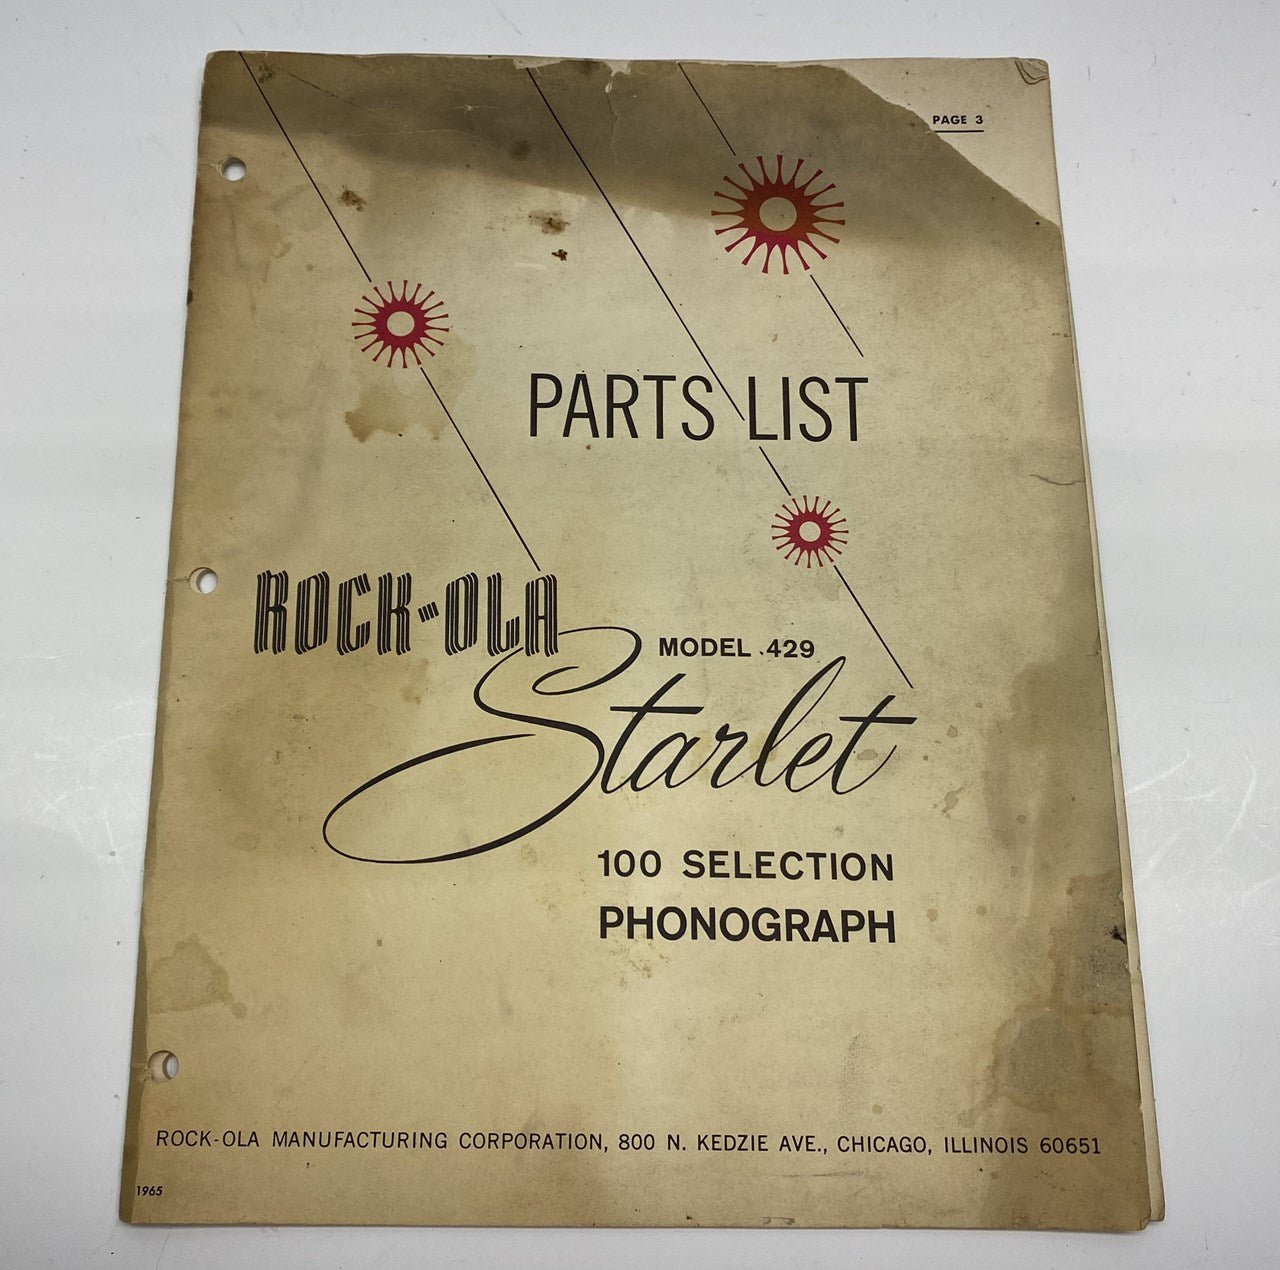 PAGE 3
PARTS LIST
ROCK-OLA
MODEL 429
Starlet
100 SELECTION
PHONOGRAPH
ROCK-OLA MANUFACTURING CORPORATION, 800 N. KEDZIE AVE., CHICAGO, ILLINOIS 60651
1965